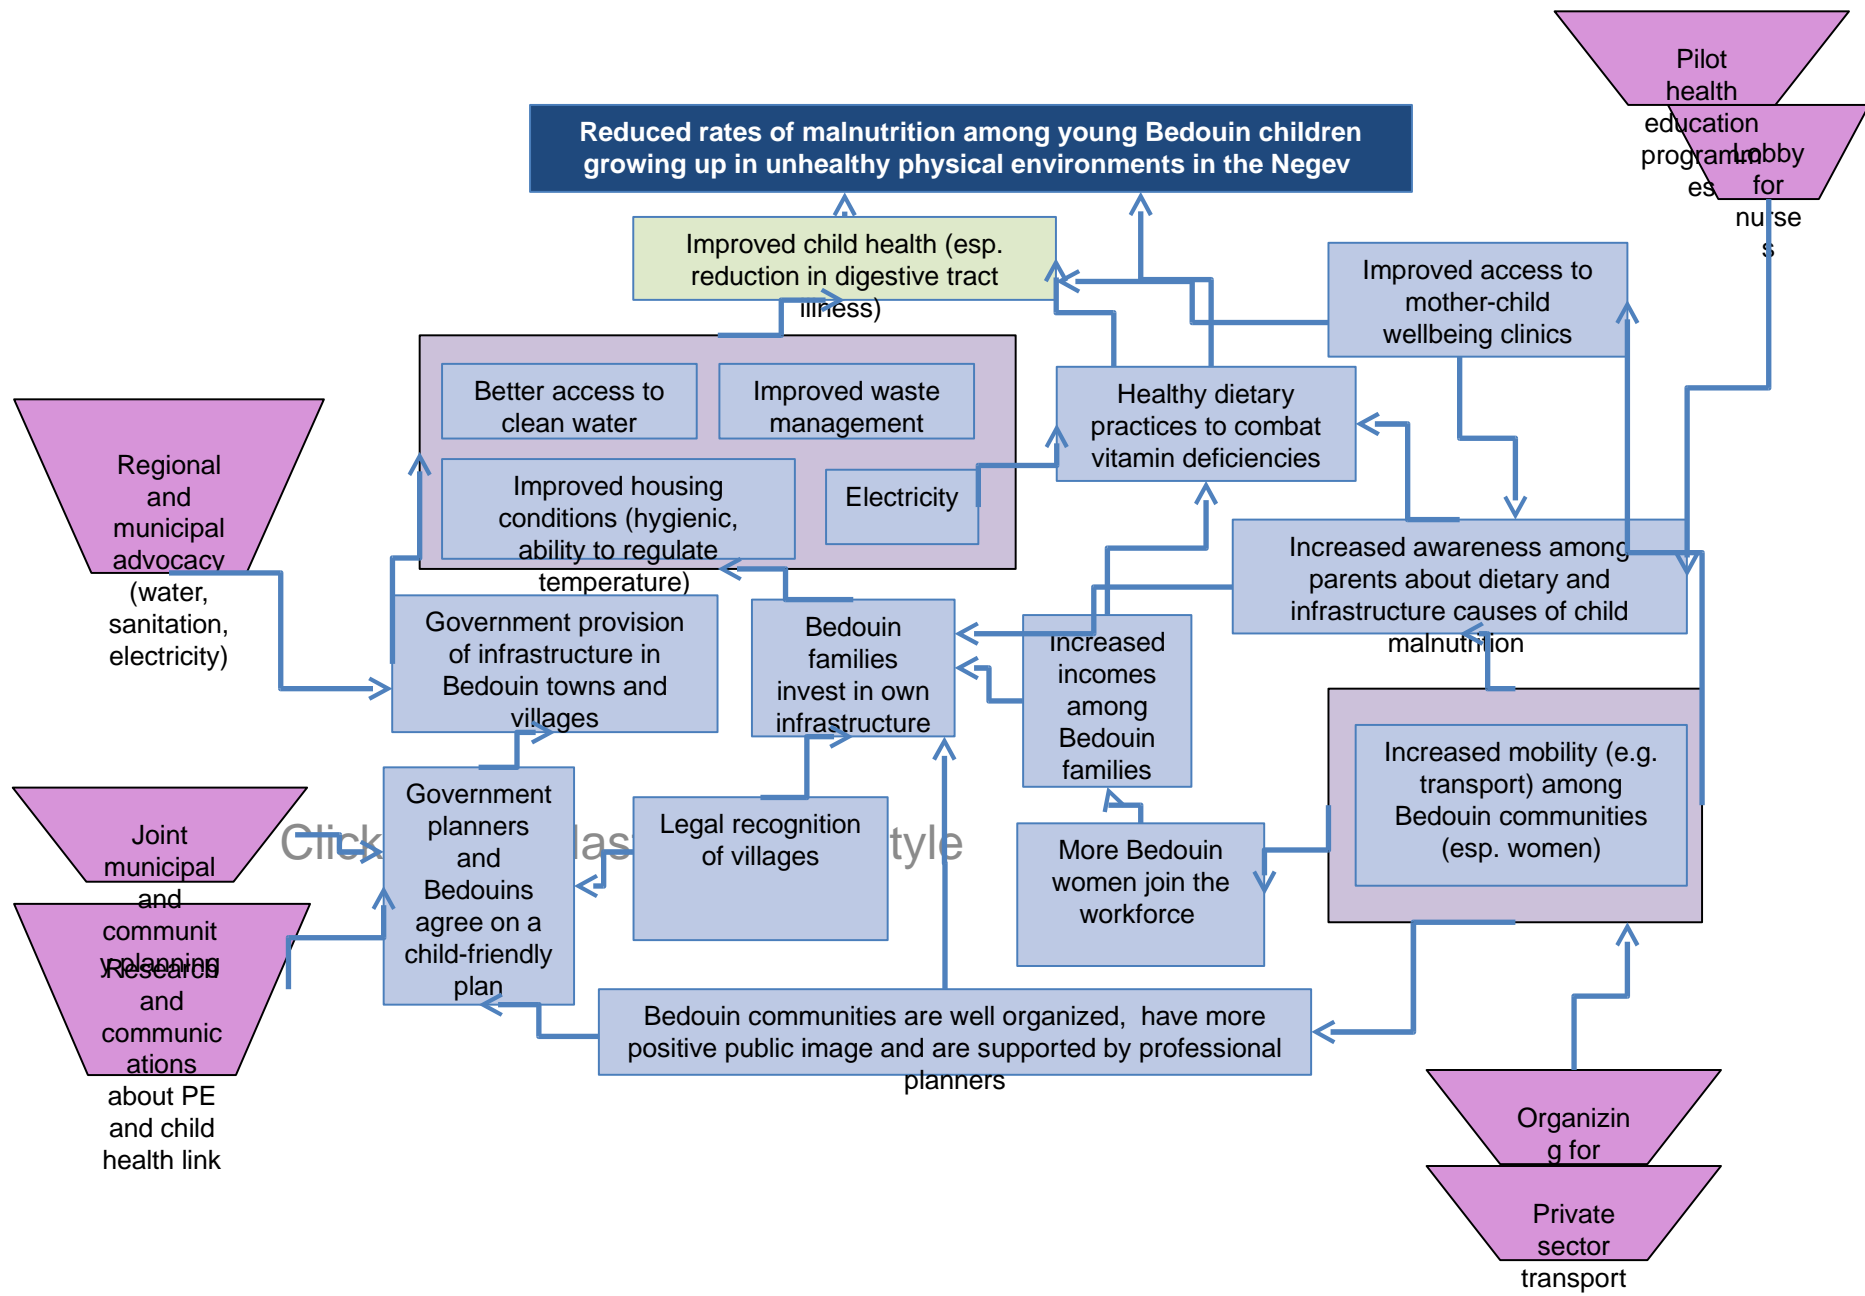 Pilot
health
education
programm
es
Lobby
for
nurse
s
Reduced rates of malnutrition among young Bedouin children
growing up in unhealthy physical environments in the Negev
Improved child health (esp.
reduction in digestive tract
illness)
Improved access to
mother-child
wellbeing clinics
Better access to
clean water
Improved waste
management
Healthy dietary
practices to combat
vitamin deficiencies
Regional
and
municipal
advocacy
(water,
sanitation,
electricity)
Improved housing
conditions (hygienic,
ability to regulate
temperature)
Electricity
Increased awareness among
parents about dietary and
infrastructure causes of child
malnutrition
Government provision
of infrastructure in
Bedouin towns and
villages
Bedouin
families
invest in own
infrastructure
Increased
incomes
among
Bedouin
families
Increased mobility (e.g.
transport) among
Bedouin communities
(esp. women)
Joint
municipal
and
communit
y planning
Click
las
tyle
Government
planners
and
Bedouins
agree on a
child-friendly
plan
Legal recognition
of villages
More Bedouin
women join the
workforce
Research
and
communic
ations
about PE
and child
health link
Bedouin communities are well organized,  have more
positive public image and are supported by professional
planners
Organizin
g for
Private
sector
transport